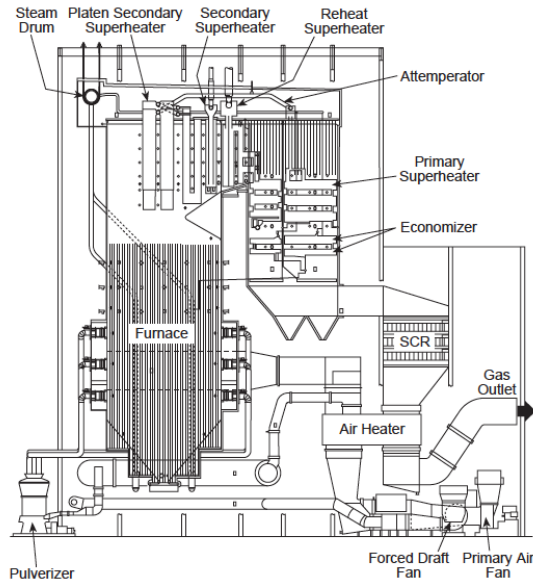 Steam
Drum
Platen Secondary
Superheater
Secondary
Superheater
Reheat
Superheater
Attemperator
Primary
Superheater
Economizer
Furnace
SCR
Gas
Outlet
Air Heater
Pulverizer
Forced Draft
Fan
Primary Air
Fan